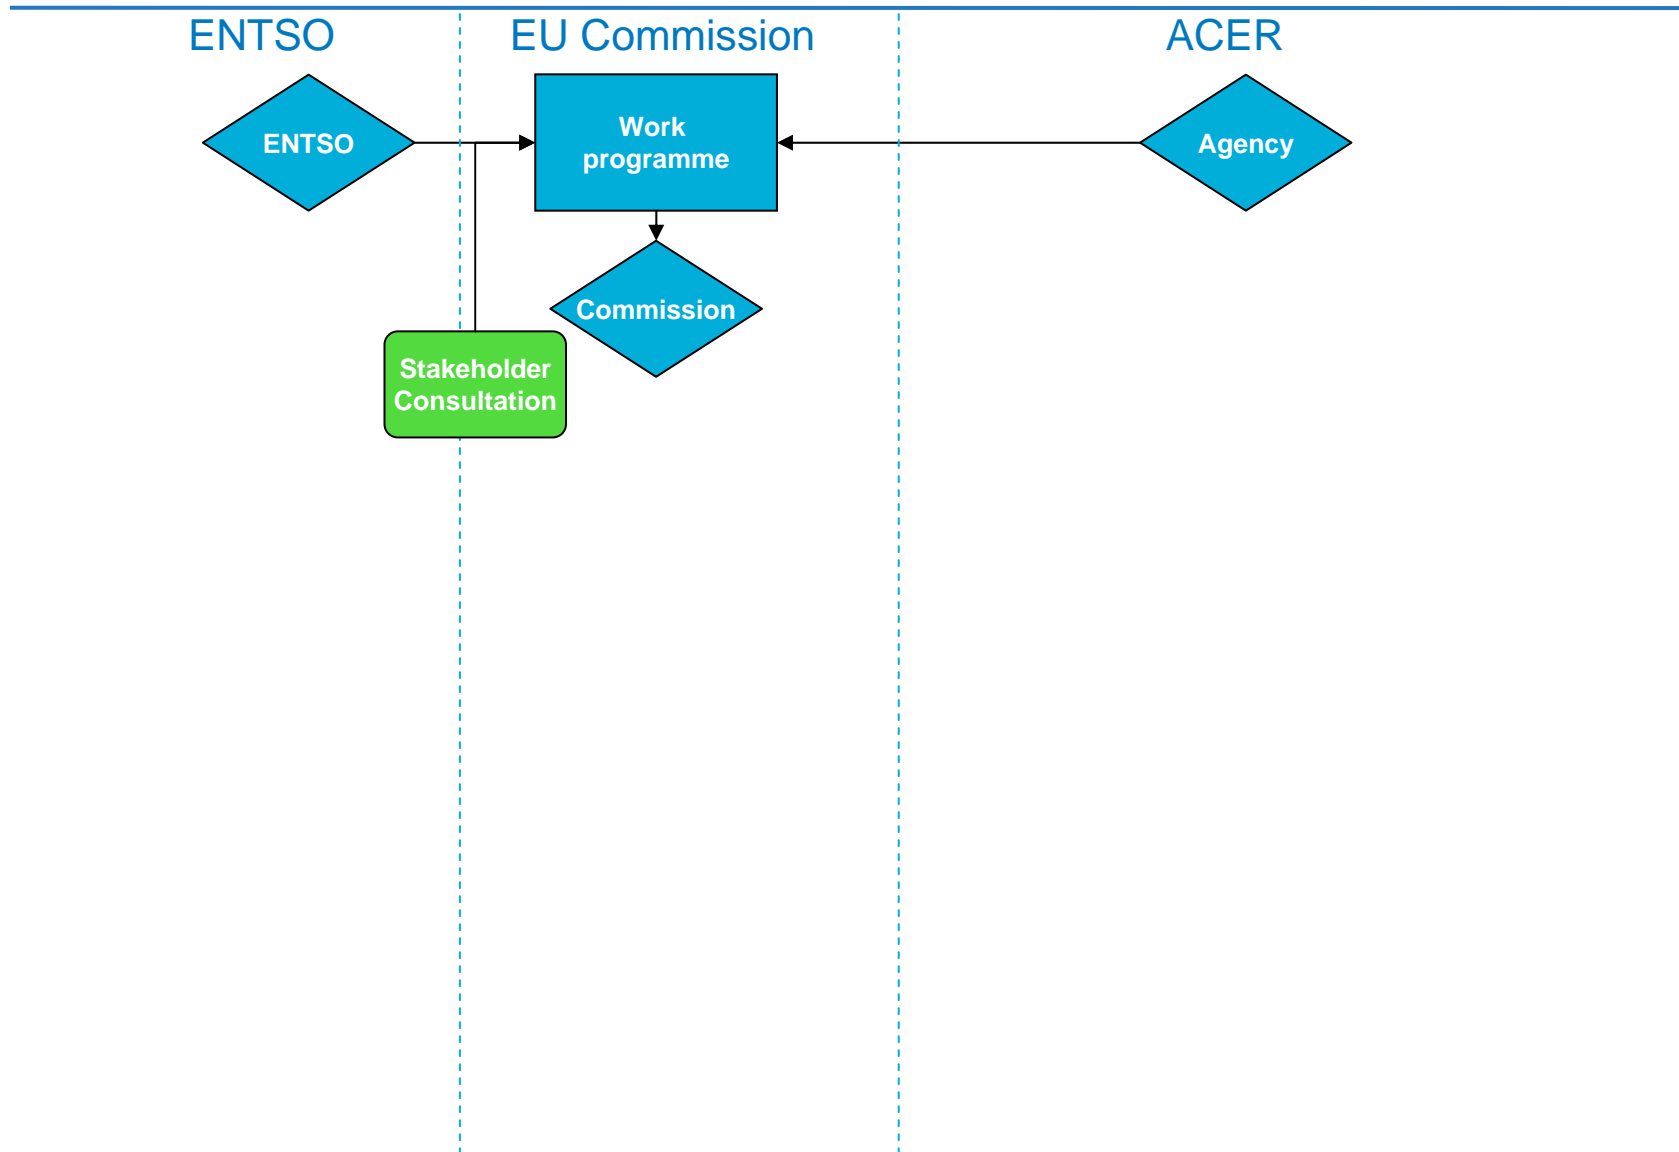 ENTSO
EU Commission
ACER
ENTSO
Work
programme
Agency
Commission
Stakeholder
Consultation